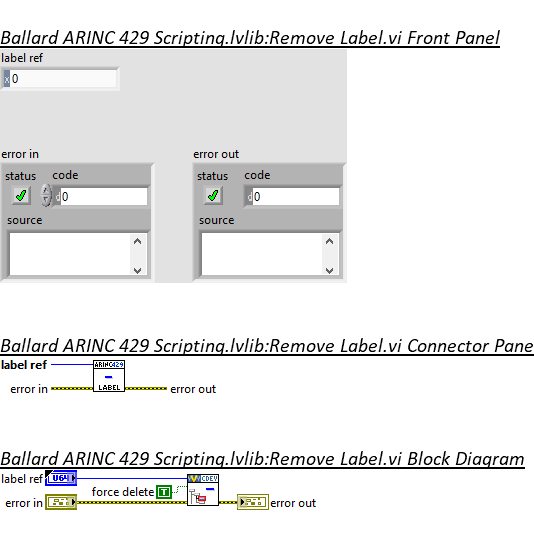 Ballard ARINC 429 Scripting.lvlib:Remove Label.vi Front Panel
label ref
x 0
error in
error out
status code
d 0
status code
d 0
source
source
Ballard ARINC 429 Scripting.lvlib:Remove Label.vi Connector Pane
label ref
ARINC429
LABEL
error in
error out
Ballard ARINC 429 Scripting.lvlib:Remove Label.vi Block Diagram
label ref
U64
CDEV
force delete
T
error in
error out